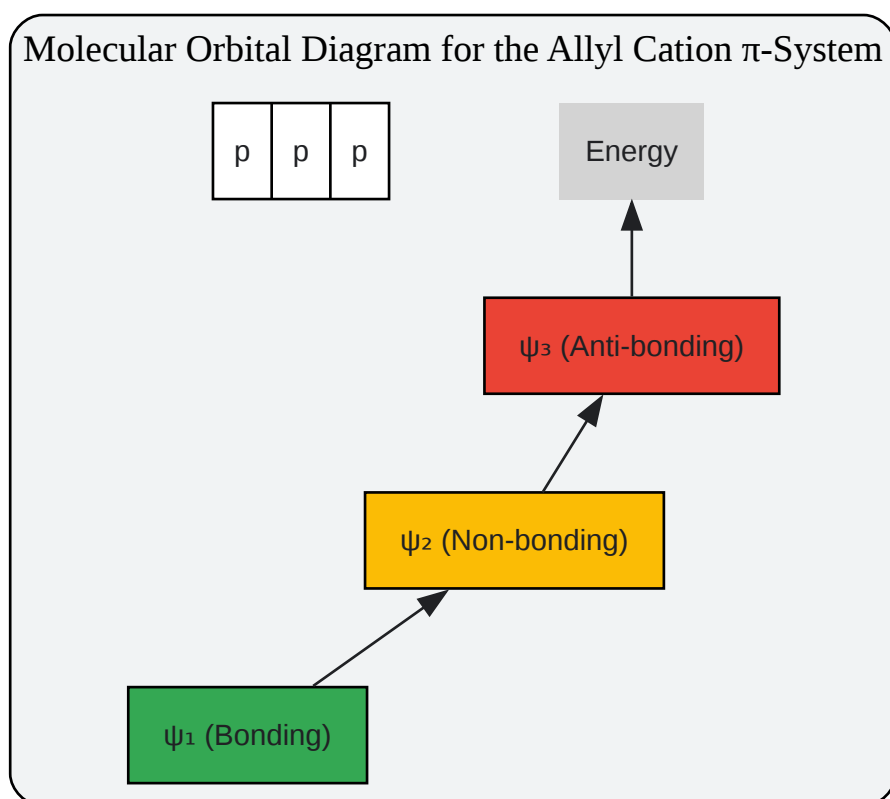 Molecular Orbital Diagram for the Allyl Cation π-System
p p p
Energy
ψ₃ (Anti-bonding)
ψ₂ (Non-bonding)
ψ₁ (Bonding)